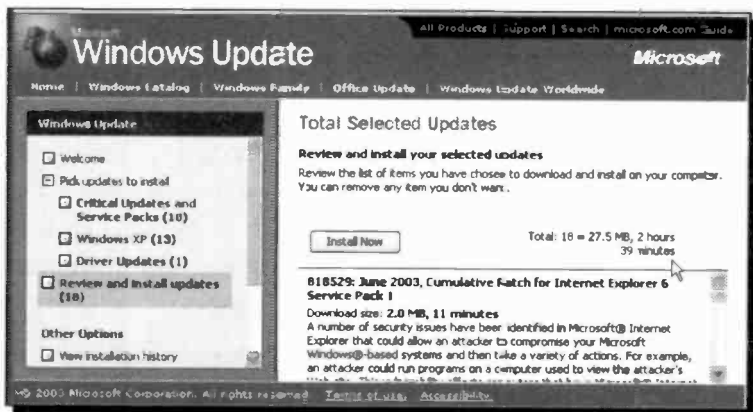 All Products | Support | Search | microsoft.com Guide
Windows Update
Microsoft
Home | Windows Catalog | Windows Family | Office Update | Windows Update Worldwide
Windows Update
Welcome
Pick updates to install
Critical Updates and
Service Packs (18)
Windows XP (13)
Driver Updates (1)
Review and install updates
(18)
Other Options
View installation history
Total Selected Updates
Review and install your selected updates
Review the list of items you have chosen to download and install on your computer.
You can remove any item you don't want.
Install Now
Total: 18 = 27.5 MB, 2 hours
39 minutes
818529: June 2003, Cumulative Patch for Internet Explorer 6
Service Pack 1
Download size: 2.0 MB, 11 minutes
A number of security issues have been identified in Microsoft® Internet
Explorer that could allow an attacker to compromise your Microsoft
Windows®-based systems and then take a variety of actions. For example,
an attacker could run programs on a computer used to view the attacker's
2003 Microsoft Corporation. All rights reserved. Terms of use. Accessibility.